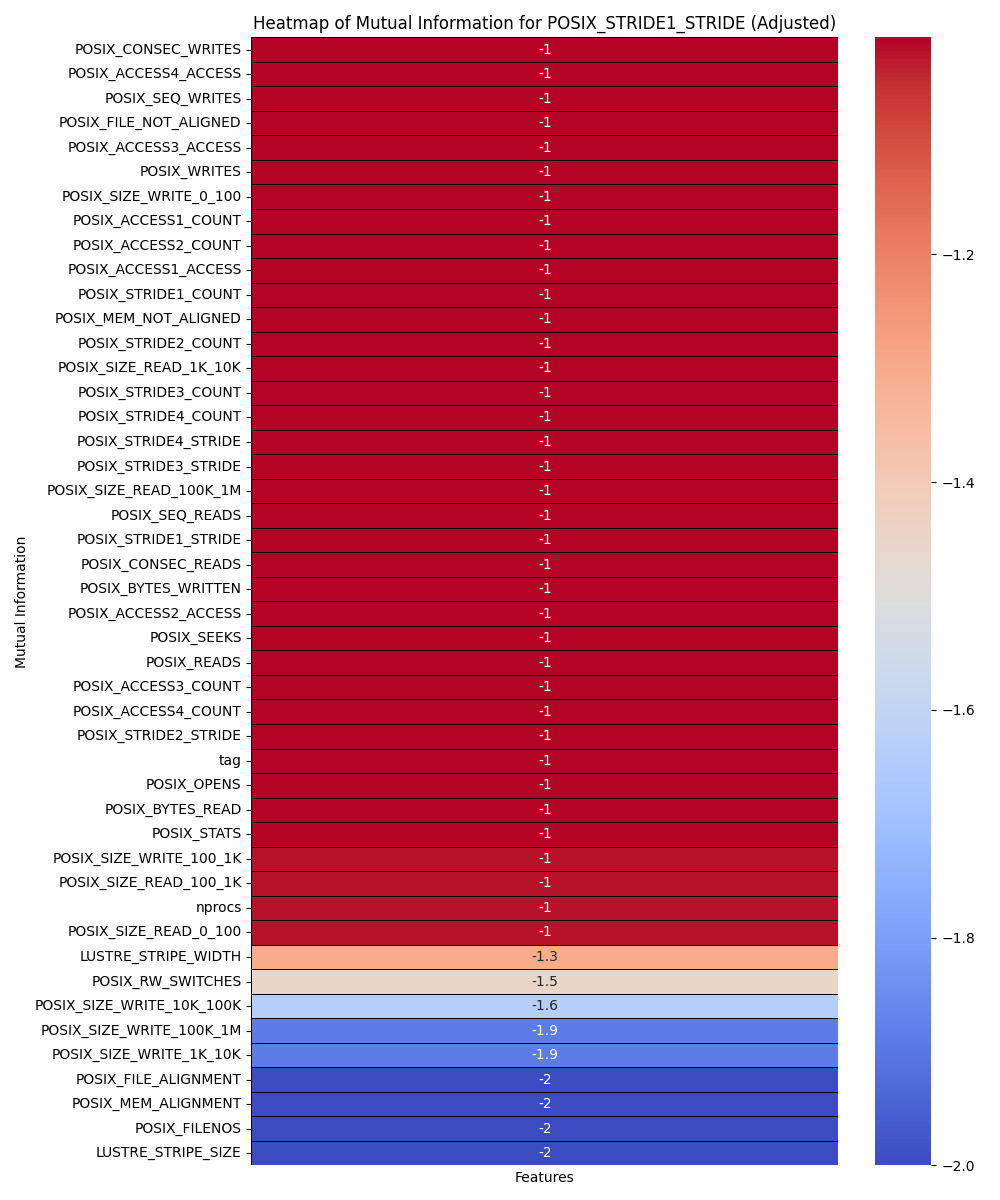 Heatmap of Mutual Information for POSIX_STRIDE1_STRIDE (Adjusted)
POSIX_CONSEC_WRITES -1
POSIX_ACCESS4_ACCESS -1
POSIX_SEQ_WRITES -1
POSIX_FILE_NOT_ALIGNED -1
POSIX_ACCESS3_ACCESS -1
POSIX_WRITES -1
POSIX_SIZE_WRITE_0_100 -1
POSIX_ACCESS1_COUNT -1
POSIX_ACCESS2_COUNT -1
POSIX_ACCESS1_ACCESS -1
POSIX_STRIDE1_COUNT -1
POSIX_MEM_NOT_ALIGNED -1
POSIX_STRIDE2_COUNT -1
POSIX_SIZE_READ_1K_10K -1
POSIX_STRIDE3_COUNT -1
POSIX_STRIDE4_COUNT -1
POSIX_STRIDE4_STRIDE -1
POSIX_STRIDE3_STRIDE -1
POSIX_SIZE_READ_100K_1M -1
POSIX_SEQ_READS -1
POSIX_STRIDE1_STRIDE -1
POSIX_CONSEC_READS -1
POSIX_BYTES_WRITTEN -1
POSIX_ACCESS2_ACCESS -1
POSIX_SEEKS -1
POSIX_READS -1
POSIX_ACCESS3_COUNT -1
POSIX_ACCESS4_COUNT -1
POSIX_STRIDE2_STRIDE -1
tag -1
POSIX_OPENS -1
POSIX_BYTES_READ -1
POSIX_STATS -1
POSIX_SIZE_WRITE_100_1K -1
POSIX_SIZE_READ_100_1K -1
nprocs -1
POSIX_SIZE_READ_0_100 -1
LUSTRE_STRIPE_WIDTH -1.3
POSIX_RW_SWITCHES -1.5
POSIX_SIZE_WRITE_10K_100K -1.6
POSIX_SIZE_WRITE_100K_1M -1.9
POSIX_SIZE_WRITE_1K_10K -1.9
POSIX_FILE_ALIGNMENT -2
POSIX_MEM_ALIGNMENT -2
POSIX_FILENOS -2
LUSTRE_STRIPE_SIZE -2
Mutual Information
Features
−1.2
−1.4
−1.6
−1.8
−2.0